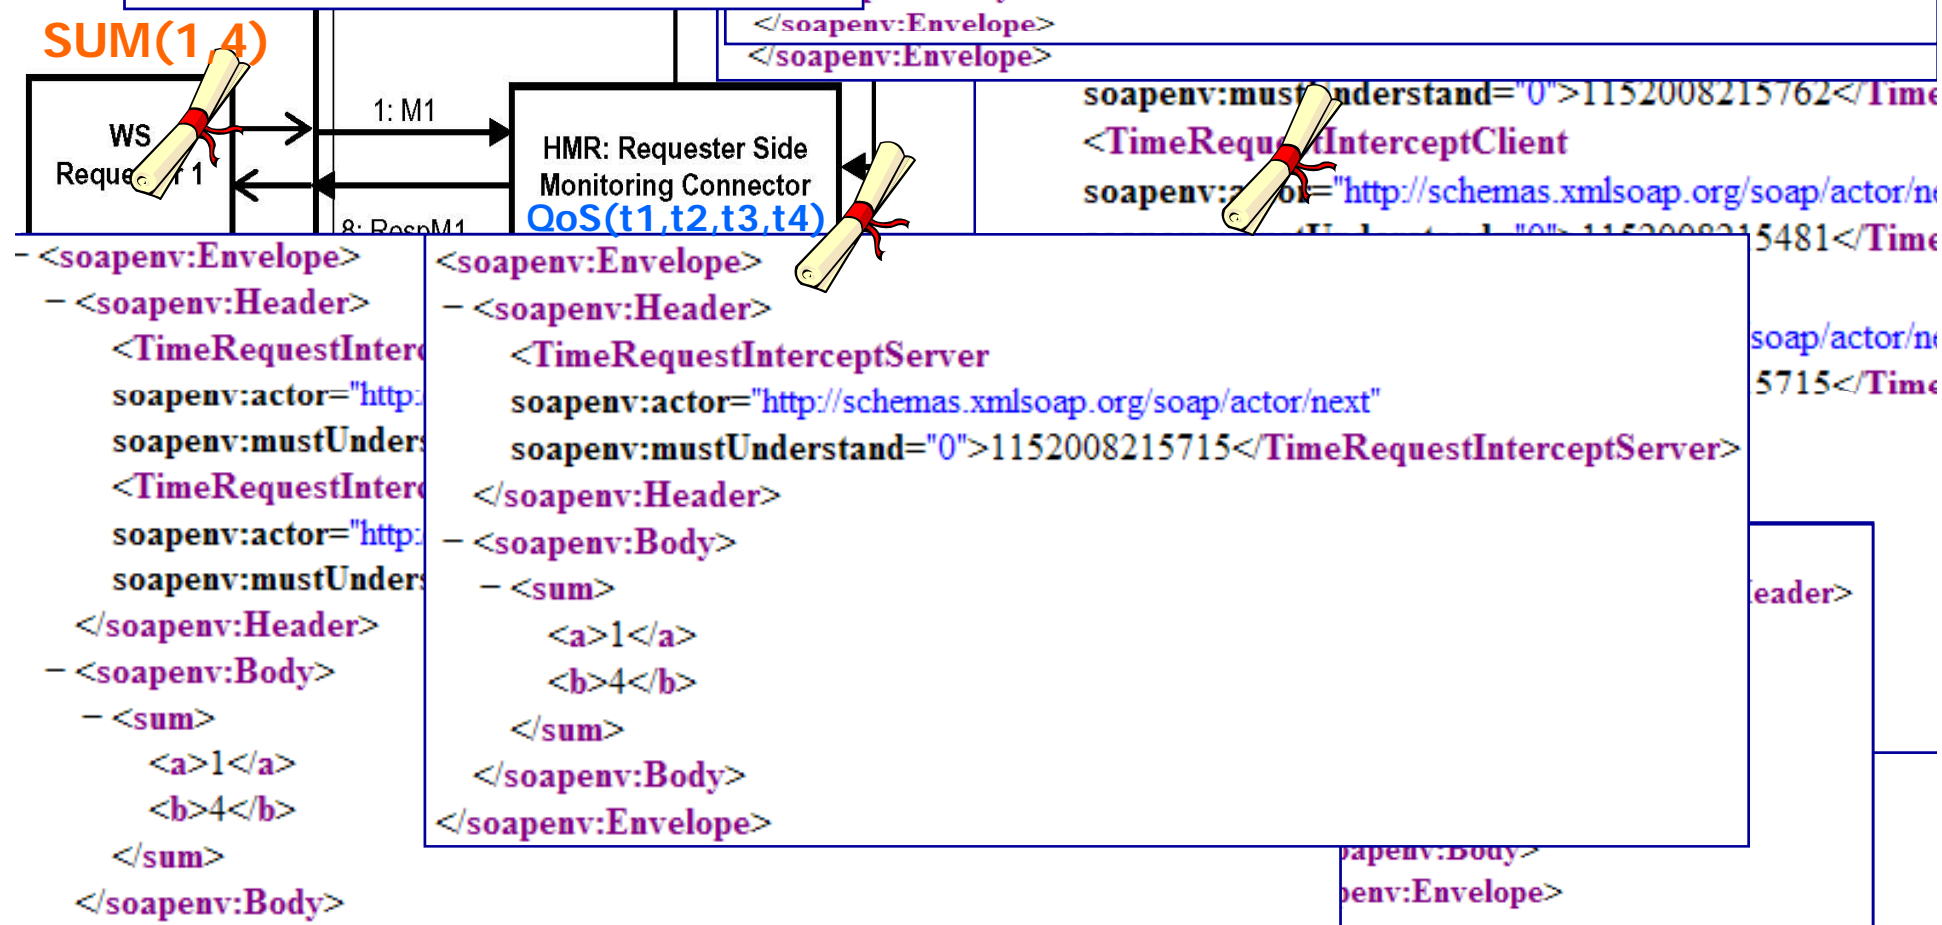 </soapenv:Envelope>
</soapenv:Envelope>
SUM(1,4)
WS
1: M1
HMR: Requester Side
Monitoring Connector
QoS(t1,t2,t3,t4)
8: RespM1
soapenv:mustUnderstand="0">1152008215762</Time
<TimeRequestInterceptClient
="http://schemas.xmlsoap.org/soap/actor/ne
5481</Time
soap/actor/ne
5715</Time
– <soapenv:Envelope>
– <soapenv:Header>
<TimeRequestInterc
soapenv:actor="http:
soapenv:mustUnders
<TimeRequestInterc
soapenv:actor="http:
soapenv:mustUnders
</soapenv:Header>
– <soapenv:Body>
– <sum>
<a>1</a>
<b>4</b>
</sum>
</soapenv:Body>
<soapenv:Envelope>
– <soapenv:Header>
<TimeRequestInterceptServer
soapenv:actor="http://schemas.xmlsoap.org/soap/actor/next"
soapenv:mustUnderstand="0">1152008215715</TimeRequestInterceptServer>
</soapenv:Header>
– <soapenv:Body>
– <sum>
<a>1</a>
<b>4</b>
</sum>
</soapenv:Body>
</soapenv:Envelope>
eader>
oapenv:Body>
penv:Envelope>